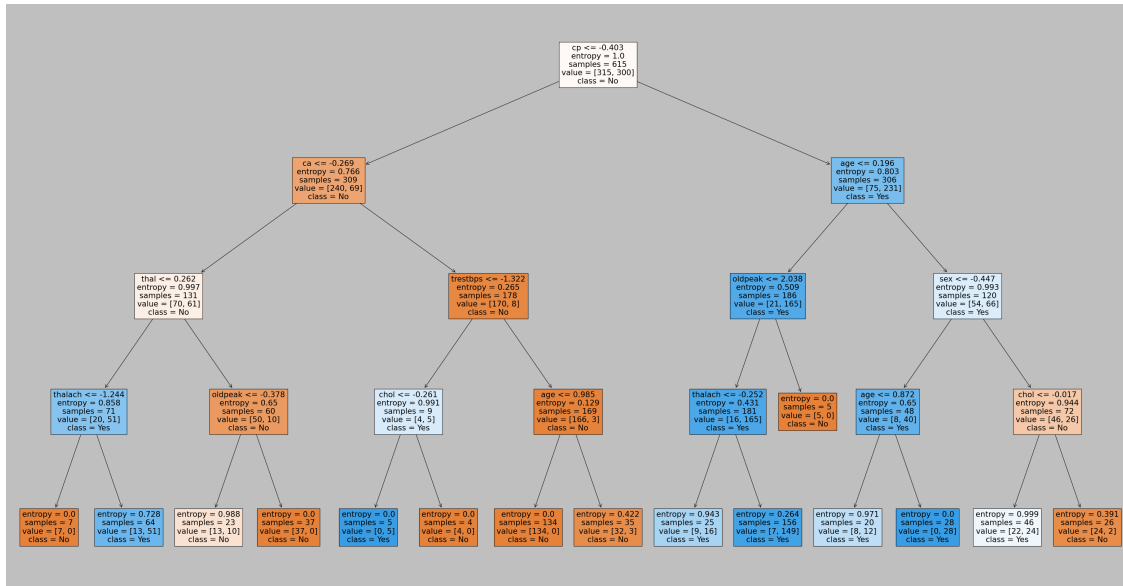 cp <= -0.403
entropy = 1.0
samples = 615
value = [315, 300]
class = No
ca <= -0.269
entropy = 0.766
samples = 309
value = [240, 69]
class = No
age <= 0.196
entropy = 0.803
samples = 306
value = [75, 231]
class = Yes
thal <= 0.262
entropy = 0.997
samples = 131
value = [70, 61]
class = No
trestbps <= -1.322
entropy = 0.265
samples = 178
value = [170, 8]
class = No
oldpeak <= 2.038
entropy = 0.509
samples = 186
value = [21, 165]
class = Yes
sex <= -0.447
entropy = 0.993
samples = 120
value = [54, 66]
class = Yes
thalach <= -1.244
entropy = 0.858
samples = 71
value = [20, 51]
class = Yes
oldpeak <= -0.378
entropy = 0.65
samples = 60
value = [50, 10]
class = No
chol <= -0.261
entropy = 0.991
samples = 9
value = [4, 5]
class = Yes
age <= 0.985
entropy = 0.129
samples = 169
value = [166, 3]
class = No
thalach <= -0.252
entropy = 0.431
samples = 181
value = [16, 165]
class = Yes
entropy = 0.0
samples = 5
value = [5, 0]
class = No
age <= 0.872
entropy = 0.65
samples = 48
value = [8, 40]
class = Yes
chol <= -0.017
entropy = 0.944
samples = 72
value = [46, 26]
class = No
entropy = 0.0
samples = 7
value = [7, 0]
class = No
entropy = 0.728
samples = 64
value = [13, 51]
class = Yes
entropy = 0.988
samples = 23
value = [13, 10]
class = No
entropy = 0.0
samples = 37
value = [37, 0]
class = No
entropy = 0.0
samples = 5
value = [0, 5]
class = Yes
entropy = 0.0
samples = 4
value = [4, 0]
class = No
entropy = 0.0
samples = 134
value = [134, 0]
class = No
entropy = 0.422
samples = 35
value = [32, 3]
class = No
entropy = 0.943
samples = 25
value = [9, 16]
class = Yes
entropy = 0.264
samples = 156
value = [7, 149]
class = Yes
entropy = 0.971
samples = 20
value = [8, 12]
class = Yes
entropy = 0.0
samples = 28
value = [0, 28]
class = Yes
entropy = 0.999
samples = 46
value = [22, 24]
class = Yes
entropy = 0.391
samples = 26
value = [24, 2]
class = No